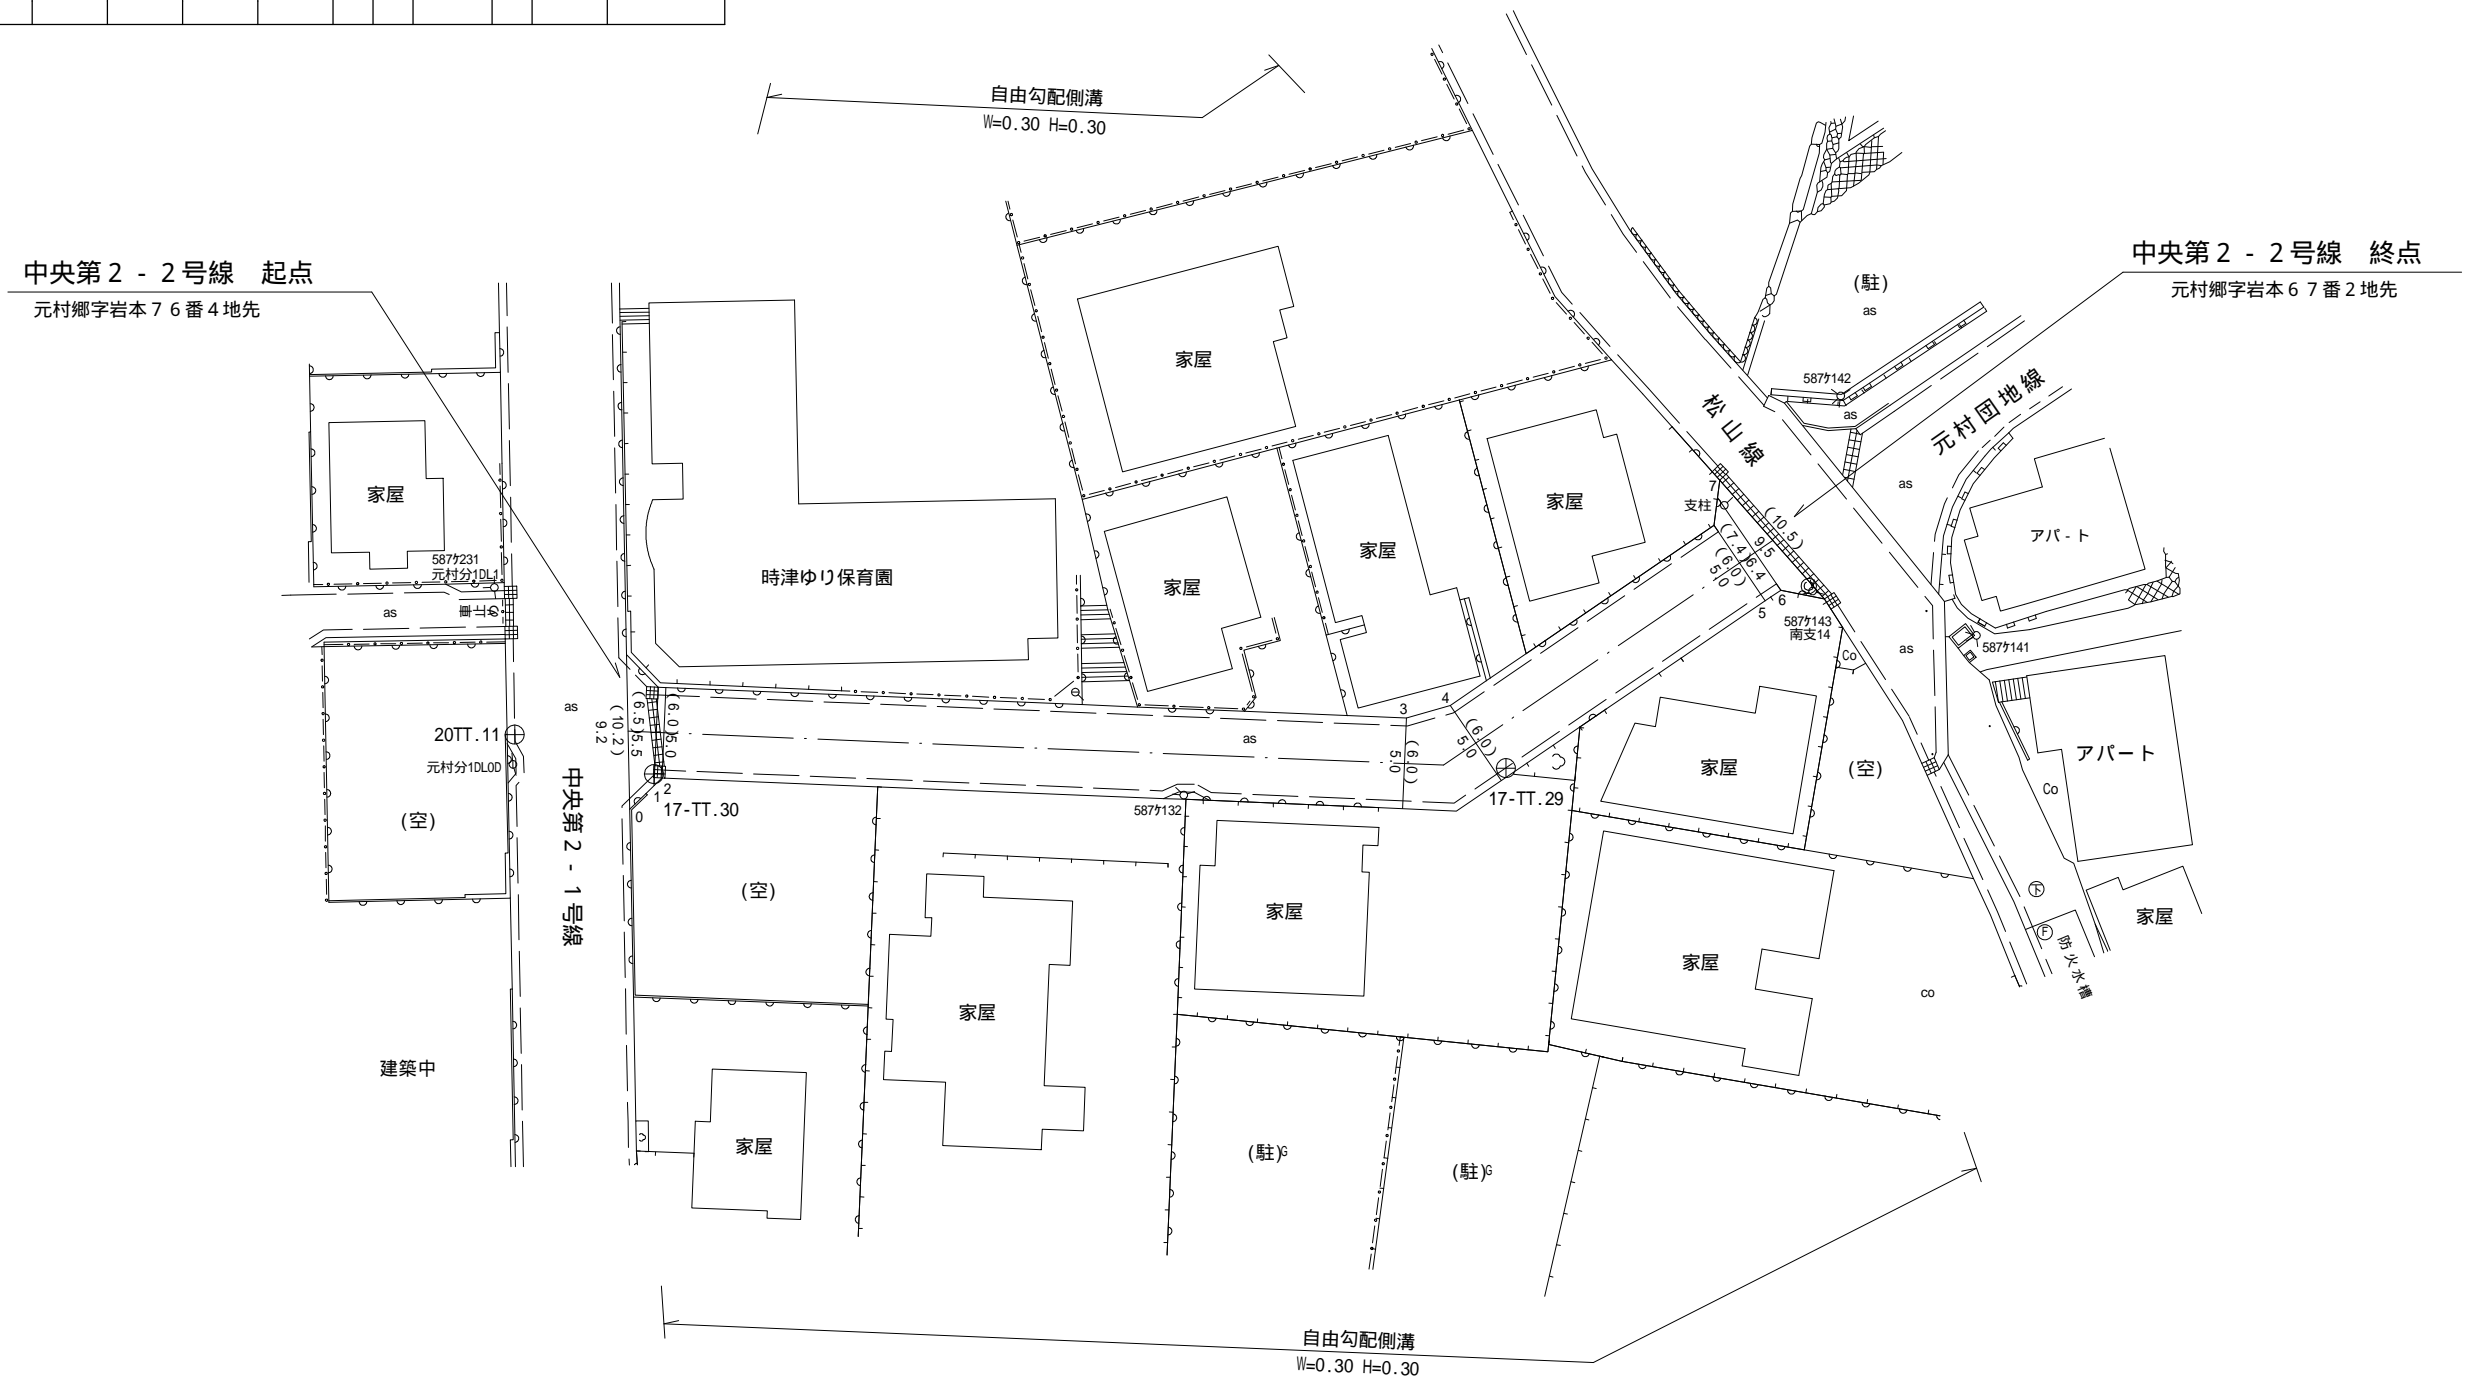 自由勾配側溝
W=0.30 H=0.30
中央第2-2号線 起点
元村郷字岩本76番4地先
中央第2-2号線 終点
元村郷字岩本67番2地先
(駐)
as
587ｹ142
as
元村団地線
松山線
家屋
家屋
家屋
家屋
家屋
時津ゆり保育園
家屋
7
支柱
(10.5)
9.5
(7.4)
6.4
(6.0)
5.0
as
アパ-ト
587ｹ231
元村分1DL1
車止め
as
5
6
587ｹ143
南支14
Co
as
587ｹ141
as
(10.2)
9.2
(6.5)
5.5
(6.0)
5.0
3
4
as
(6.0)
5.0
(6.0)
5.0
20TT.11
元村分1DL0D
(空)
中央第2-1号線
0
1
2
17-TT.30
587ｹ132
17-TT.29
家屋
(空)
Co
アパート
(空)
家屋
家屋
家屋
下
F
防火水槽
家屋
co
建築中
家屋
(駐)G
(駐)G
自由勾配側溝
W=0.30 H=0.30